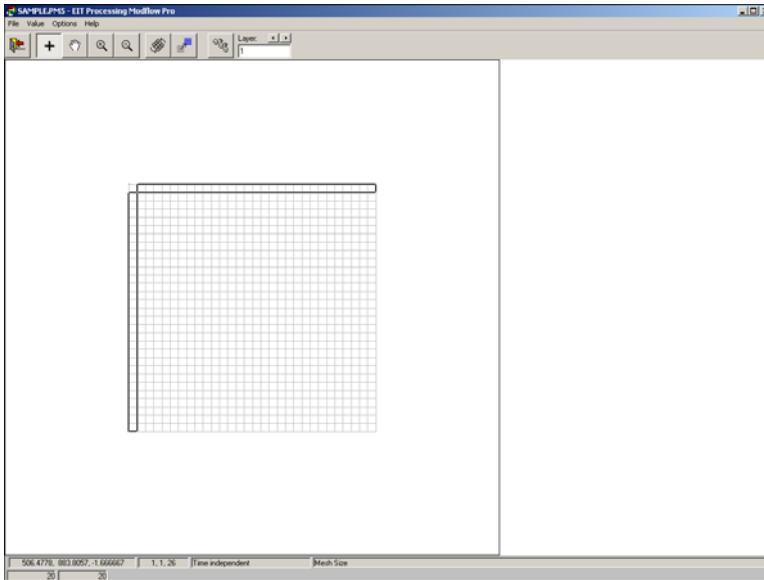 SAMPLE.PM5 - EIT Processing Modflow Pro
File Value Options Help
Layer:
1
506.4778, 883.8057, -1.666667 1, 1, 26 Time independent Mesh Size
20 20